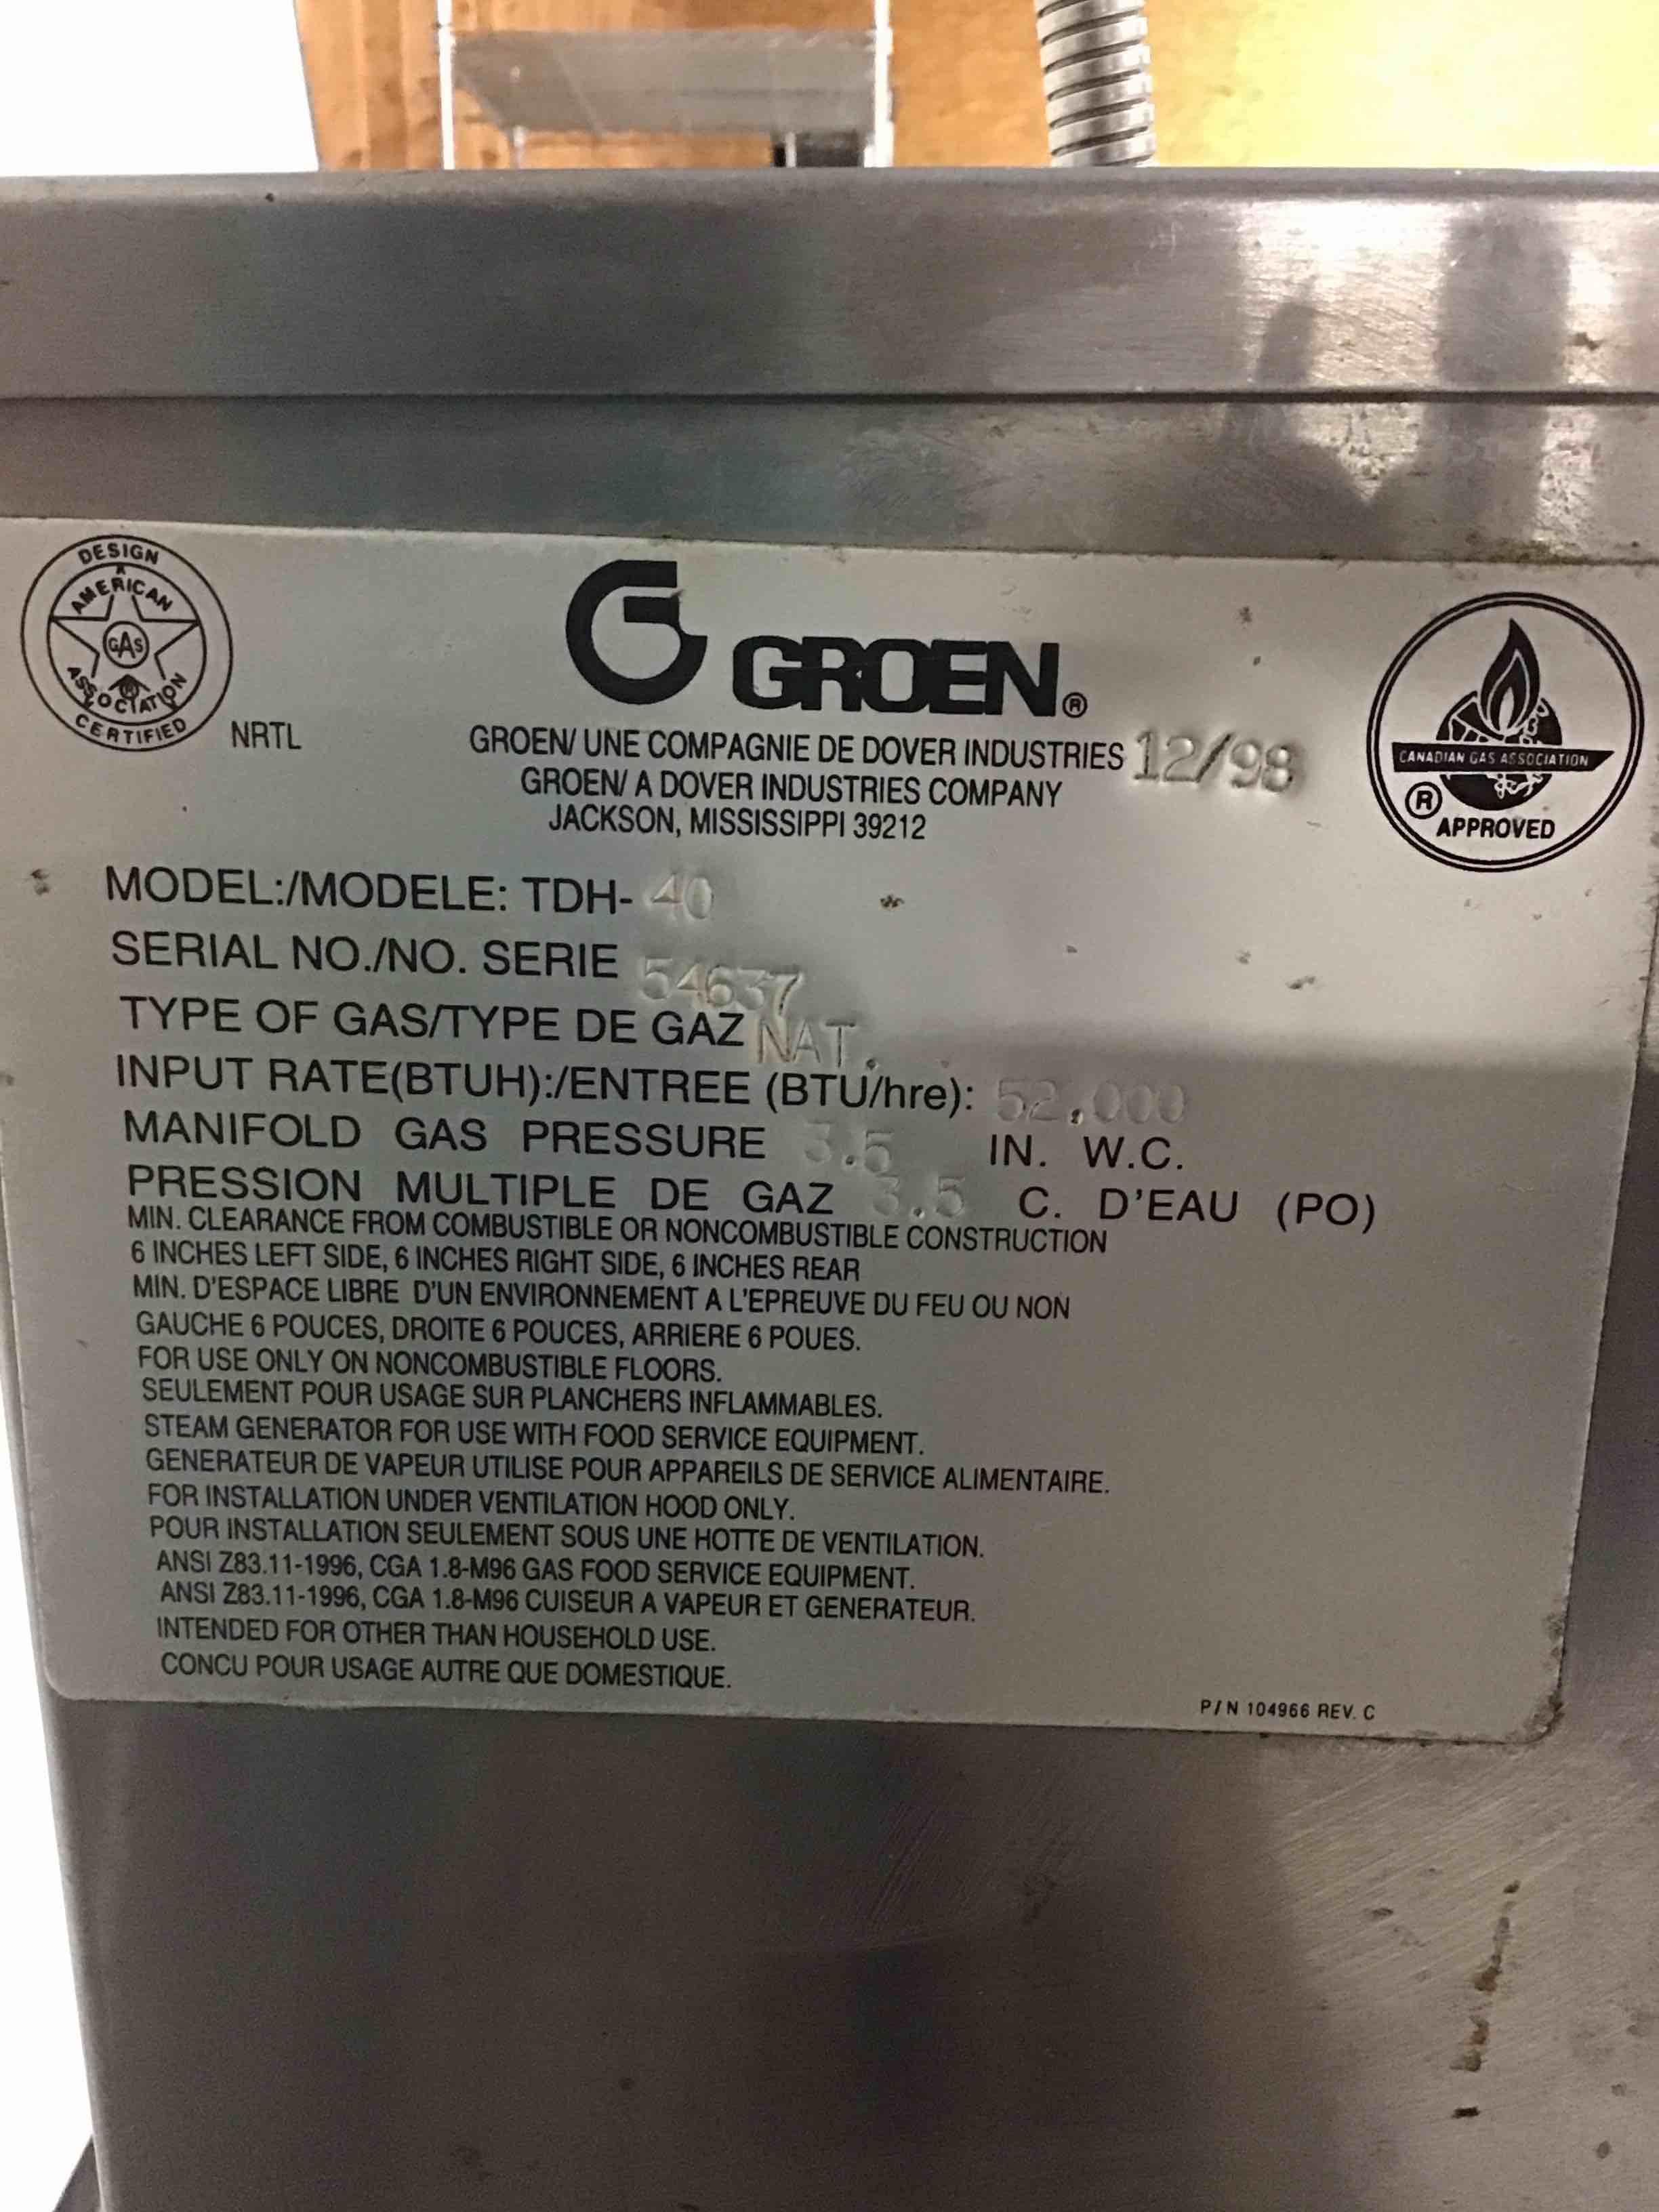 DESIGN
A
AMERICAN
GAS
ASSOCIATION
®
CERTIFIED
NRTL
G GROEN®
GROEN/ UNE COMPAGNIE DE DOVER INDUSTRIES 12/98
GROEN/ A DOVER INDUSTRIES COMPANY
JACKSON, MISSISSIPPI 39212
CANADIAN GAS ASSOCIATION
®
APPROVED
MODEL:/MODELE: TDH- 40
SERIAL NO./NO. SERIE 54637
TYPE OF GAS/TYPE DE GAZ NAT.
INPUT RATE(BTUH):/ENTREE (BTU/hre): 52,000
MANIFOLD GAS PRESSURE 3.5 IN. W.C.
PRESSION MULTIPLE DE GAZ 3.5 C. D'EAU (PO)
MIN. CLEARANCE FROM COMBUSTIBLE OR NONCOMBUSTIBLE CONSTRUCTION
6 INCHES LEFT SIDE, 6 INCHES RIGHT SIDE, 6 INCHES REAR
MIN. D'ESPACE LIBRE D'UN ENVIRONNEMENT A L'EPREUVE DU FEU OU NON
GAUCHE 6 POUCES, DROITE 6 POUCES, ARRIERE 6 POUES.
FOR USE ONLY ON NONCOMBUSTIBLE FLOORS.
SEULEMENT POUR USAGE SUR PLANCHERS INFLAMMABLES.
STEAM GENERATOR FOR USE WITH FOOD SERVICE EQUIPMENT.
GENERATEUR DE VAPEUR UTILISE POUR APPAREILS DE SERVICE ALIMENTAIRE.
FOR INSTALLATION UNDER VENTILATION HOOD ONLY.
POUR INSTALLATION SEULEMENT SOUS UNE HOTTE DE VENTILATION.
ANSI Z83.11-1996, CGA 1.8-M96 GAS FOOD SERVICE EQUIPMENT.
ANSI Z83.11-1996, CGA 1.8-M96 CUISEUR A VAPEUR ET GENERATEUR.
INTENDED FOR OTHER THAN HOUSEHOLD USE.
CONCU POUR USAGE AUTRE QUE DOMESTIQUE.
P/N 104966 REV. C